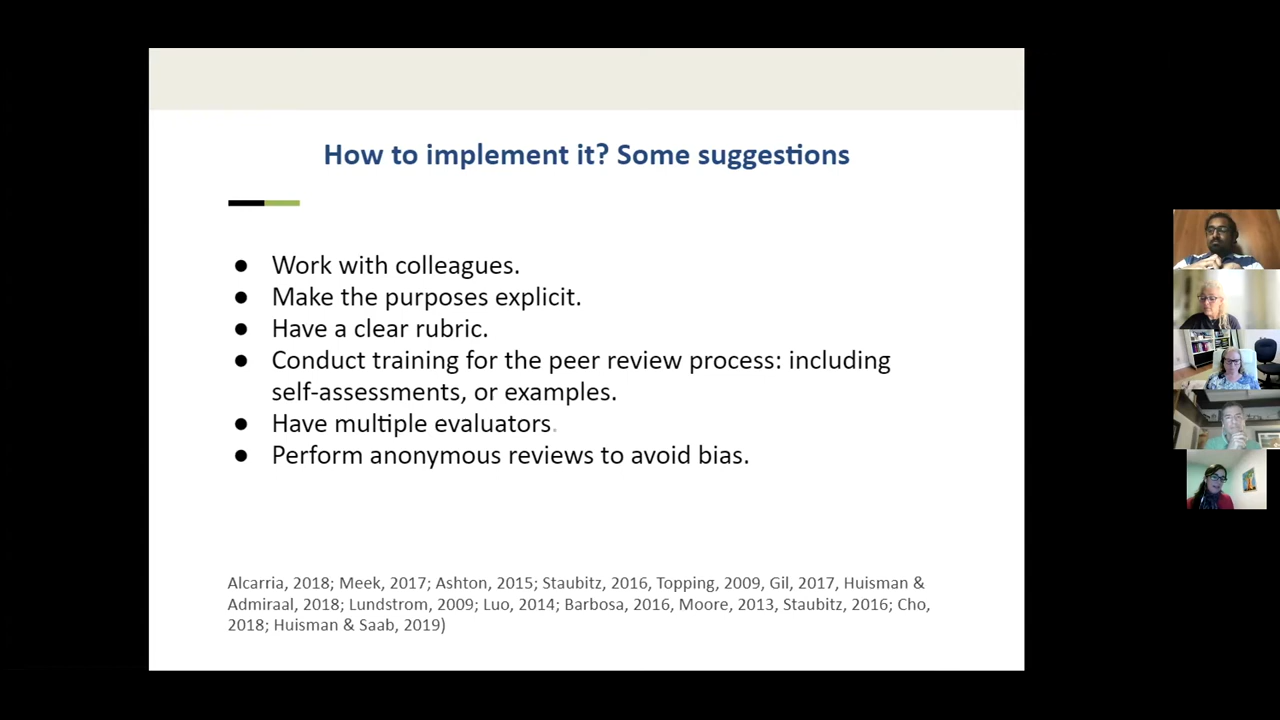 How to implement it? Some suggestions
● Work with colleagues.
● Make the purposes explicit.
● Have a clear rubric.
● Conduct training for the peer review process: including
self-assessments, or examples.
● Have multiple evaluators.
● Perform anonymous reviews to avoid bias.
Alcarria, 2018; Meek, 2017; Ashton, 2015; Staubitz, 2016, Topping, 2009, Gil, 2017, Huisman &
Admiraal, 2018; Lundstrom, 2009; Luo, 2014; Barbosa, 2016, Moore, 2013, Staubitz, 2016; Cho,
2018; Huisman & Saab, 2019)